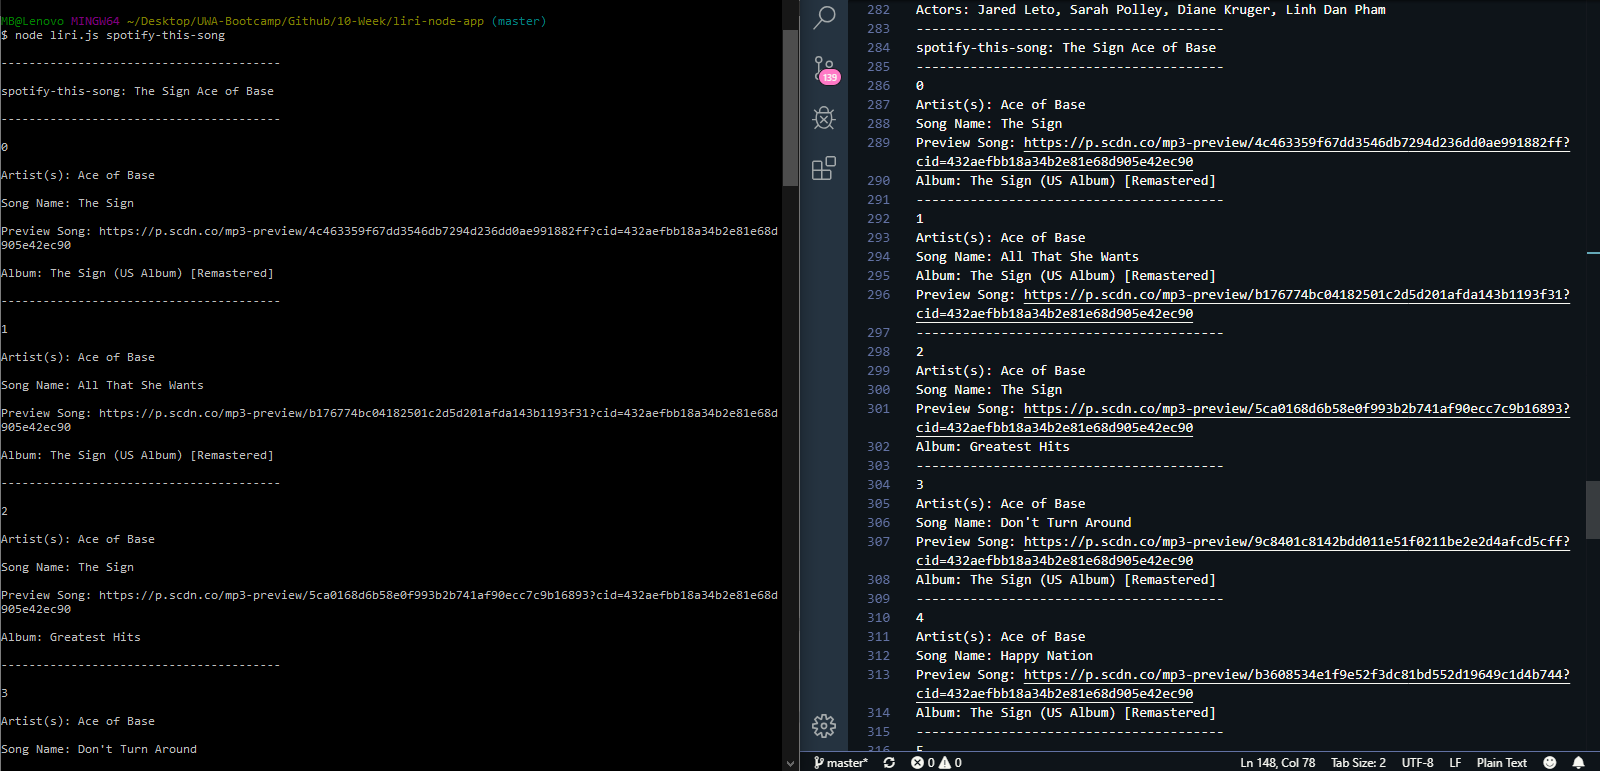 MB@Lenovo MINGW64 ~/Desktop/UWA-Bootcamp/Github/10-Week/liri-node-app (master)
$ node liri.js spotify-this-song
----------------------------------------
spotify-this-song: The Sign Ace of Base
----------------------------------------
0
Artist(s): Ace of Base
Song Name: The Sign
Preview Song: https://p.scdn.co/mp3-preview/4c463359f67dd3546db7294d236dd0ae991882ff?cid=432aefbb18a34b2e81e68d
905e42ec90
Album: The Sign (US Album) [Remastered]
----------------------------------------
1
Artist(s): Ace of Base
Song Name: All That She Wants
Preview Song: https://p.scdn.co/mp3-preview/b176774bc04182501c2d5d201afda143b1193f31?cid=432aefbb18a34b2e81e68d
905e42ec90
Album: The Sign (US Album) [Remastered]
----------------------------------------
2
Artist(s): Ace of Base
Song Name: The Sign
Preview Song: https://p.scdn.co/mp3-preview/5ca0168d6b58e0f993b2b741af90ecc7c9b16893?cid=432aefbb18a34b2e81e68d
905e42ec90
Album: Greatest Hits
----------------------------------------
3
Artist(s): Ace of Base
Song Name: Don't Turn Around
139
282 Actors: Jared Leto, Sarah Polley, Diane Kruger, Linh Dan Pham
283 ----------------------------------------
284 spotify-this-song: The Sign Ace of Base
285 ----------------------------------------
286 0
287 Artist(s): Ace of Base
288 Song Name: The Sign
289 Preview Song: https://p.scdn.co/mp3-preview/4c463359f67dd3546db7294d236dd0ae991882ff?
cid=432aefbb18a34b2e81e68d905e42ec90
290 Album: The Sign (US Album) [Remastered]
291 ----------------------------------------
292 1
293 Artist(s): Ace of Base
294 Song Name: All That She Wants
295 Album: The Sign (US Album) [Remastered]
296 Preview Song: https://p.scdn.co/mp3-preview/b176774bc04182501c2d5d201afda143b1193f31?
cid=432aefbb18a34b2e81e68d905e42ec90
297 ----------------------------------------
298 2
299 Artist(s): Ace of Base
300 Song Name: The Sign
301 Preview Song: https://p.scdn.co/mp3-preview/5ca0168d6b58e0f993b2b741af90ecc7c9b16893?
cid=432aefbb18a34b2e81e68d905e42ec90
302 Album: Greatest Hits
303 ----------------------------------------
304 3
305 Artist(s): Ace of Base
306 Song Name: Don't Turn Around
307 Preview Song: https://p.scdn.co/mp3-preview/9c8401c8142bdd011e51f0211be2e2d4afcd5cff?
cid=432aefbb18a34b2e81e68d905e42ec90
308 Album: The Sign (US Album) [Remastered]
309 ----------------------------------------
310 4
311 Artist(s): Ace of Base
312 Song Name: Happy Nation
313 Preview Song: https://p.scdn.co/mp3-preview/b3608534e1f9e52f3dc81bd552d19649c1d4b744?
cid=432aefbb18a34b2e81e68d905e42ec90
314 Album: The Sign (US Album) [Remastered]
315 ----------------------------------------
316 5
master* 0 0 Ln 148, Col 78 Tab Size: 2 UTF-8 LF Plain Text